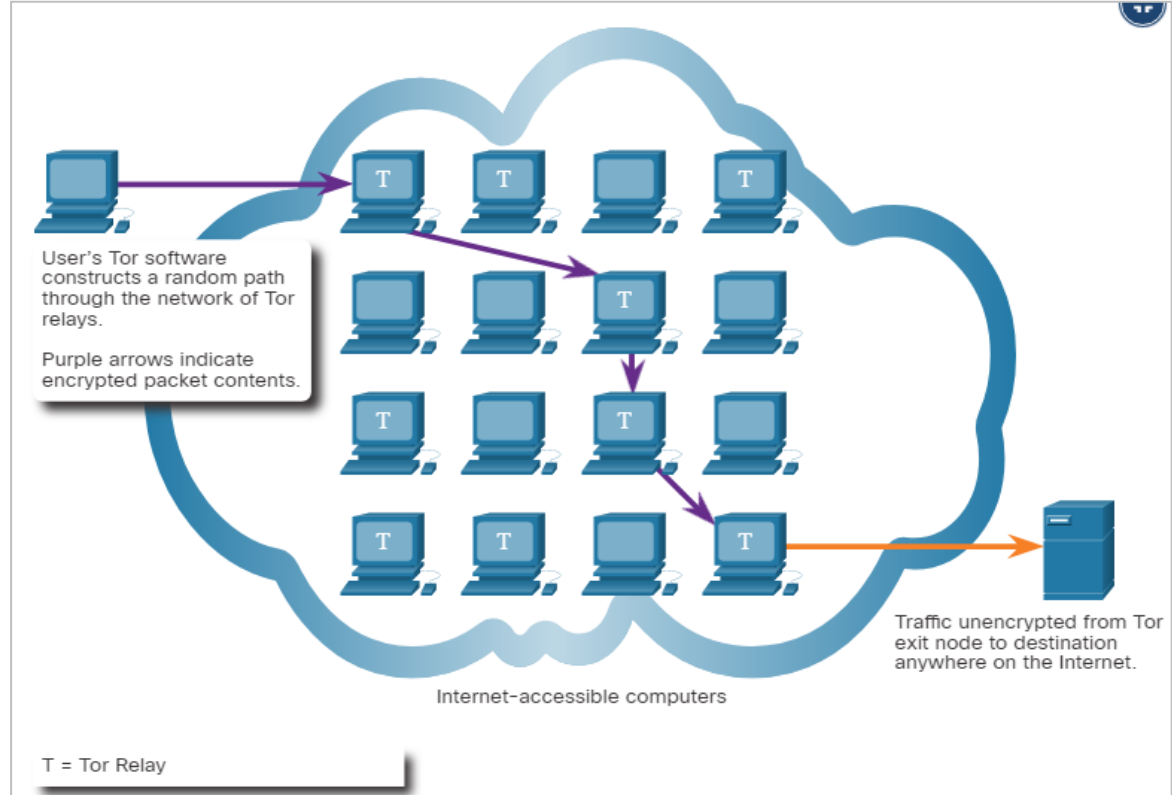 T T T
User's Tor software
constructs a random path
through the network of Tor
relays.
Purple arrows indicate
encrypted packet contents.
T
T T
T T T
Traffic unencrypted from Tor
exit node to destination
anywhere on the Internet.
Internet-accessible computers
T = Tor Relay